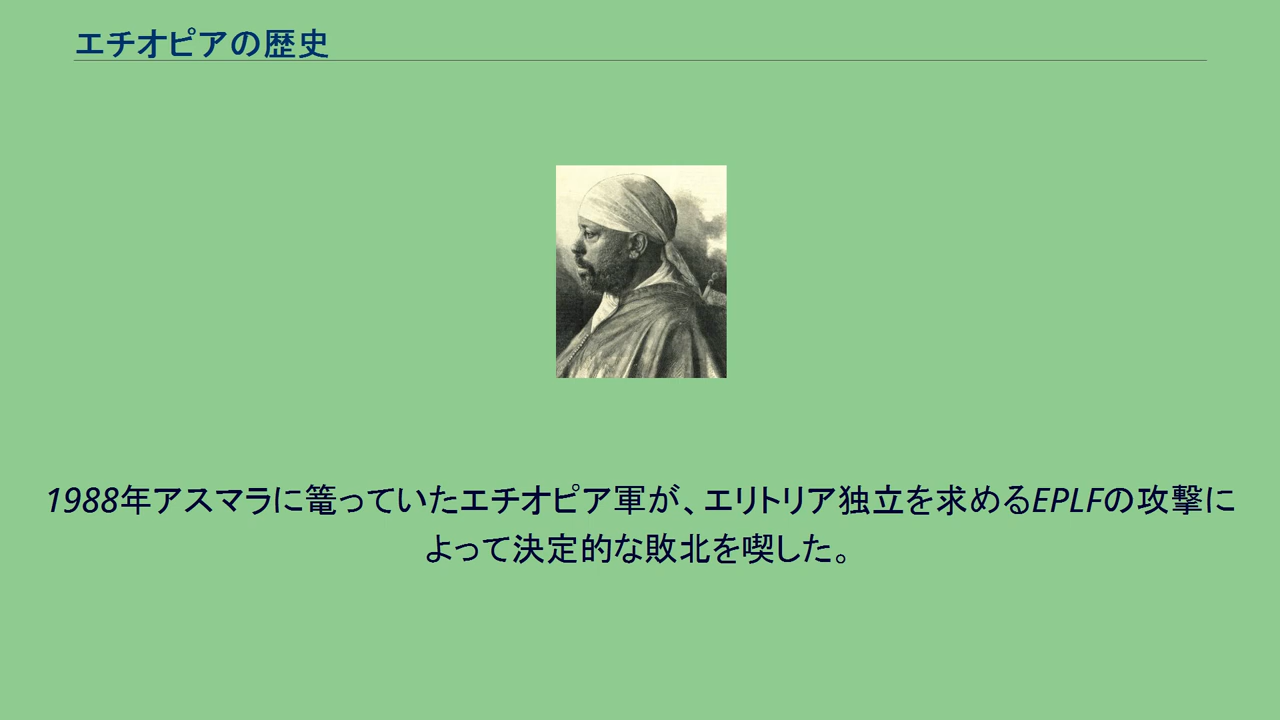 エチオピアの歴史
1988年アスマラに篭っていたエチオピア軍が、エリトリア独立を求めるEPLFの攻撃に
よって決定的な敗北を喫した。